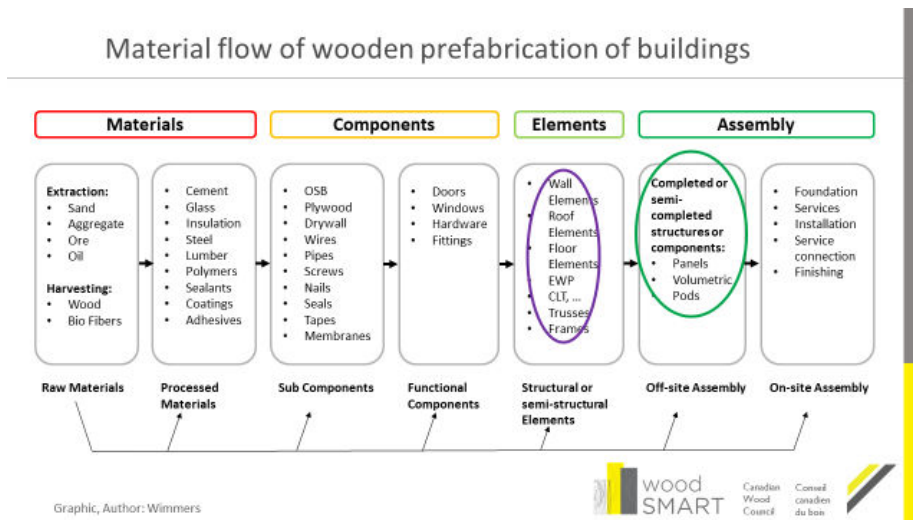 Material flow of wooden prefabrication of buildings
Materials
Components
Elements
Assembly
Extraction:
• Sand
• Aggregate
• Ore
• Oil
Harvesting:
• Wood
• Bio Fibers
• Cement
• Glass
• Insulation
• Steel
• Lumber
• Polymers
• Sealants
• Coatings
• Adhesives
• OSB
• Plywood
• Drywall
• Wires
• Pipes
• Screws
• Nails
• Seals
• Tapes
• Membranes
• Doors
• Windows
• Hardware
• Fittings
• Wall
Elements
• Roof
Elements
• Floor
Elements
• EWP
• CLT, ...
• Trusses
• Frames
Completed or
semi-
completed
structures or
components:
• Panels
• Volumetric
• Pods
• Foundation
• Services
• Installation
• Service
connection
• Finishing
Raw Materials
Processed
Materials
Sub Components
Functional
Components
Structural or
semi-structural
Elements
Off-site Assembly
On-site Assembly
Graphic, Author: Wimmers
wood
SMART
Canadian
Wood
Council
Conseil
canadien
du bois